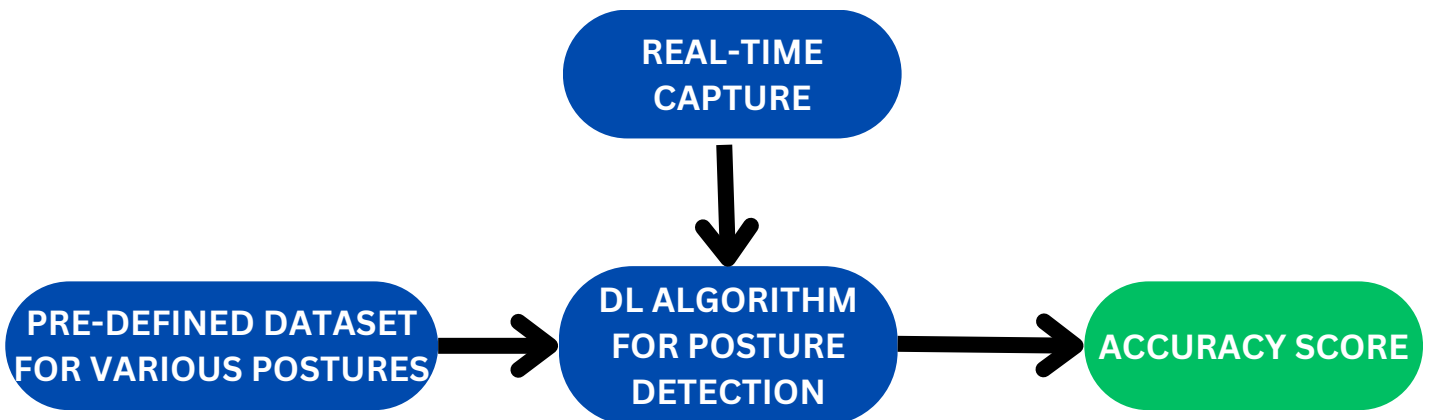 REAL-TIME
CAPTURE
PRE-DEFINED DATASET
FOR VARIOUS POSTURES
DL ALGORITHM
FOR POSTURE
DETECTION
ACCURACY SCORE